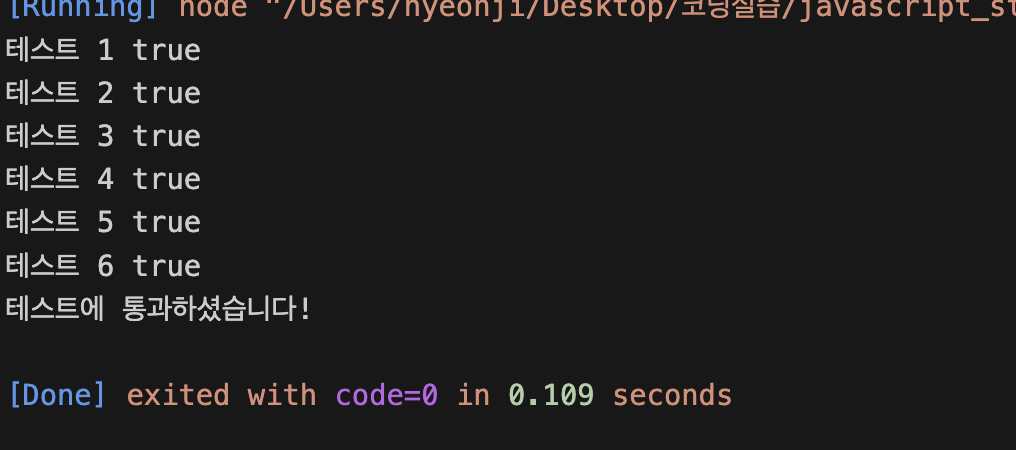 [Running] node "/Users/hyeonji/Desktop/코딩실습/javascript_st
테스트 1 true
테스트 2 true
테스트 3 true
테스트 4 true
테스트 5 true
테스트 6 true
테스트에 통과하셨습니다!
[Done] exited with code=0 in 0.109 seconds